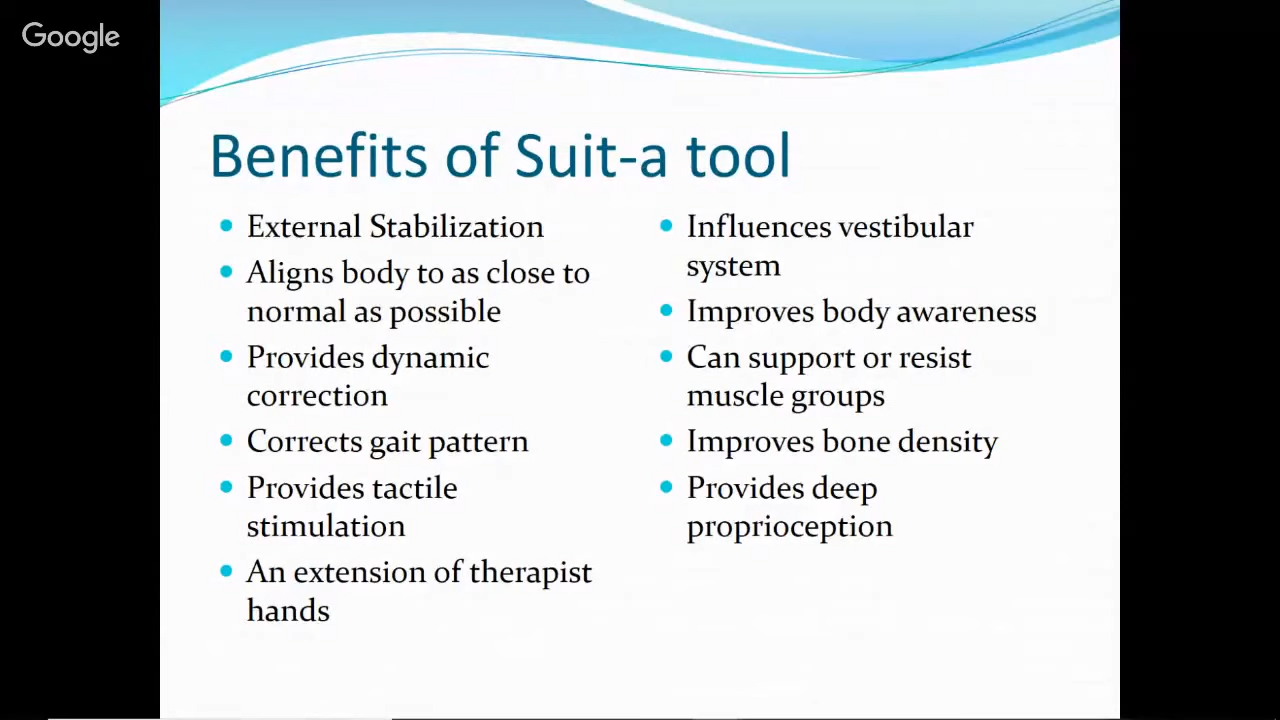 Google
Benefits of Suit-a tool
External Stabilization
Aligns body to as close to
normal as possible
Provides dynamic
correction
Corrects gait pattern
Provides tactile
stimulation
An extension of therapist
hands
Influences vestibular
system
Improves body awareness
Can support or resist
muscle groups
Improves bone density
Provides deep
proprioception